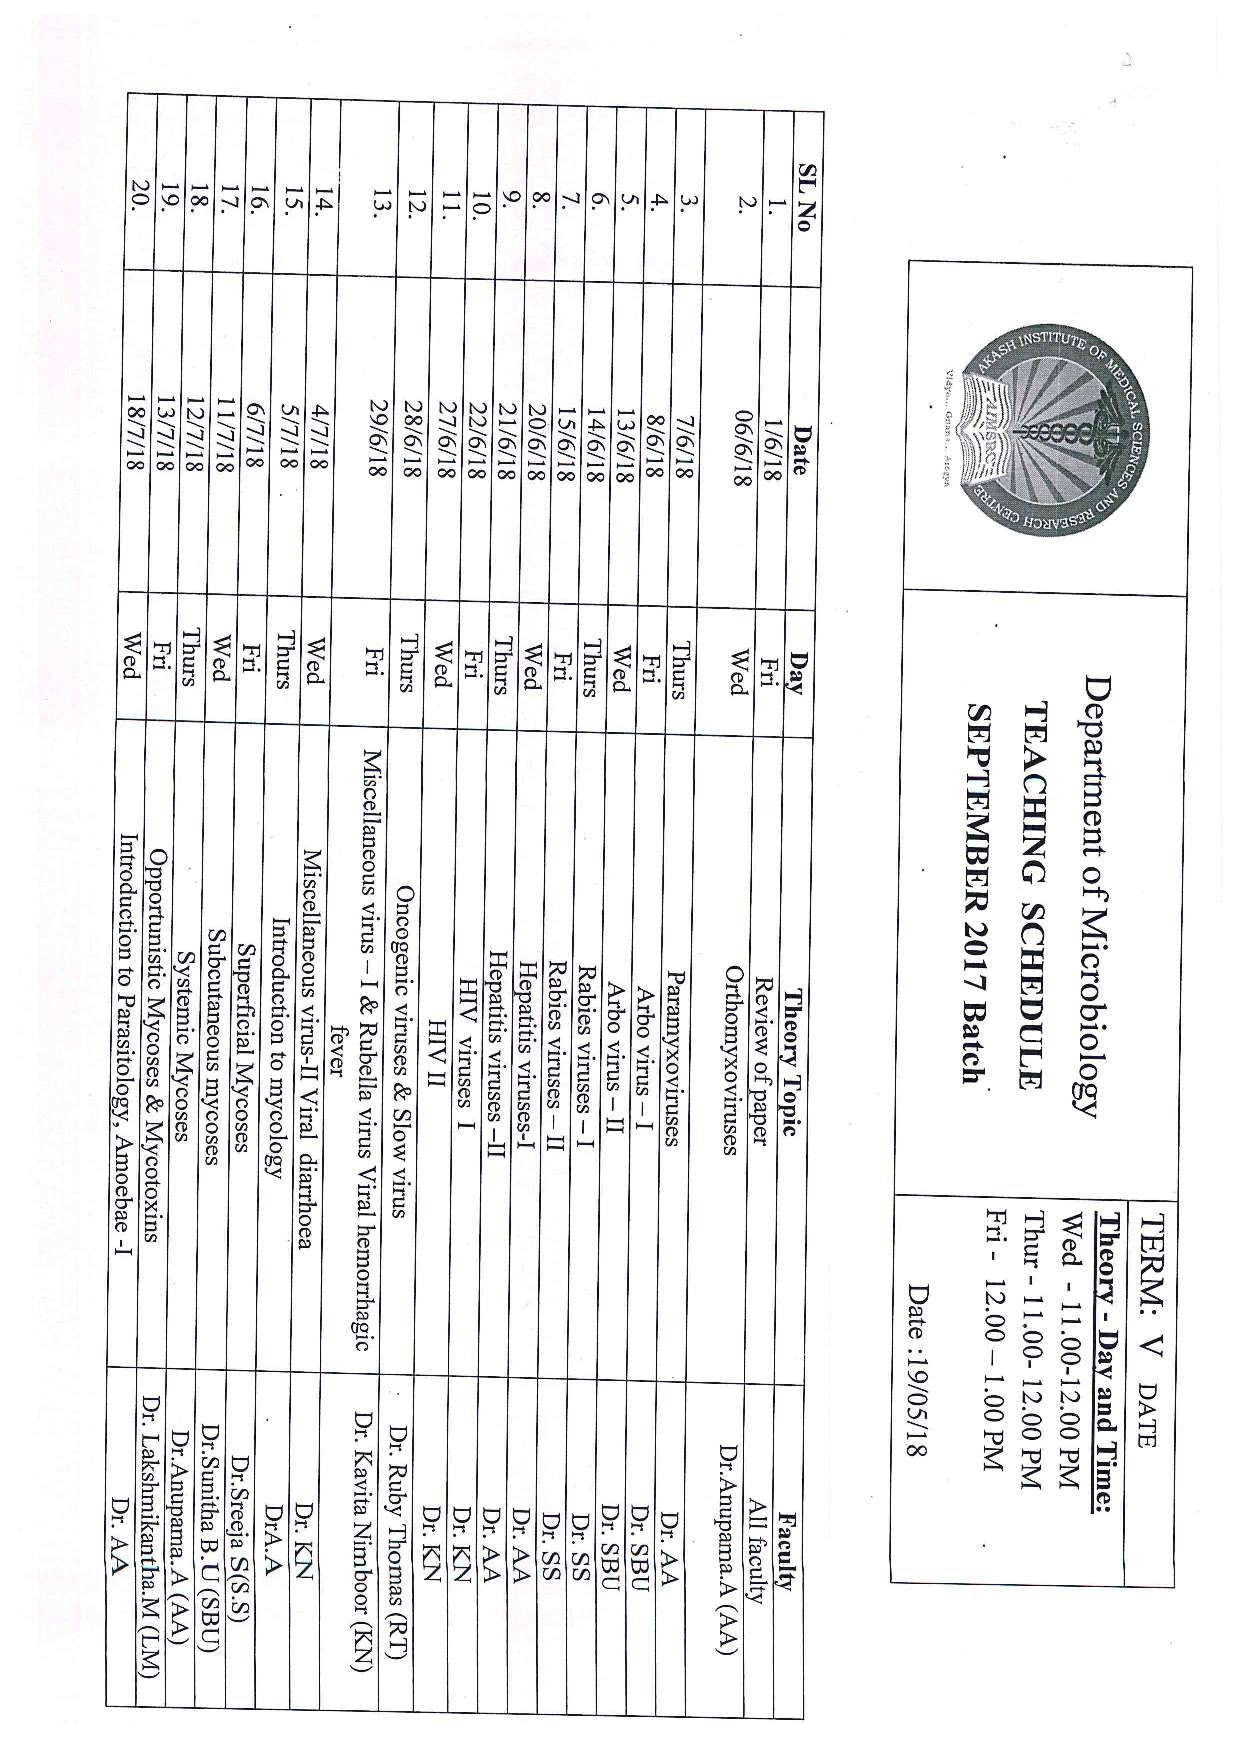 AKASH INSTITUTE OF MEDICAL SCIENCES AND RESEARCH CENTRE
AIMSRC
Department of Microbiology
TEACHING SCHEDULE
SEPTEMBER 2017 Batch
TERM: V DATE
Theory - Day and Time:
Wed - 11.00-12.00 PM
Thur - 11.00- 12.00 PM
Fri - 12.00 – 1.00 PM
Date :19/05/18
SL No Date Day Theory Topic Faculty
1. 1/6/18 Fri Review of paper All faculty
2. 06/6/18 Wed Orthomyxoviruses Dr.Anupama.A (AA)
3. 7/6/18 Thurs Paramyxoviruses Dr. AA
4. 8/6/18 Fri Arbo virus – I Dr. SBU
5. 13/6/18 Wed Arbo virus – II Dr. SBU
6. 14/6/18 Thurs Rabies viruses – I Dr. SS
7. 15/6/18 Fri Rabies viruses – II Dr. SS
8. 20/6/18 Wed Hepatitis viruses-I Dr. AA
9. 21/6/18 Thurs Hepatitis viruses –II Dr. AA
10. 22/6/18 Fri HIV viruses I Dr. KN
11. 27/6/18 Wed HIV II Dr. KN
12. 28/6/18 Thurs Oncogenic viruses & Slow virus Dr. Ruby Thomas (RT)
13. 29/6/18 Fri Miscellaneous virus – I & Rubella virus Viral hemorrhagic Dr. Kavita Nimboor (KN)
fever
14. 4/7/18 Wed Miscellaneous virus-II Viral diarrhoea Dr. KN
15. 5/7/18 Thurs Introduction to mycology DrA.A
16. 6/7/18 Fri Superficial Mycoses Dr.Sreeja S(S.S)
17. 11/7/18 Wed Subcutaneous mycoses Dr.Sunitha B.U (SBU)
18. 12/7/18 Thurs Systemic Mycoses Dr.Anupama.A (AA)
19. 13/7/18 Fri Opportunistic Mycoses & Mycotoxins Dr. Lakshmikantha.M (LM)
20. 18/7/18 Wed Introduction to Parasitology, Amoebae -I Dr. AA